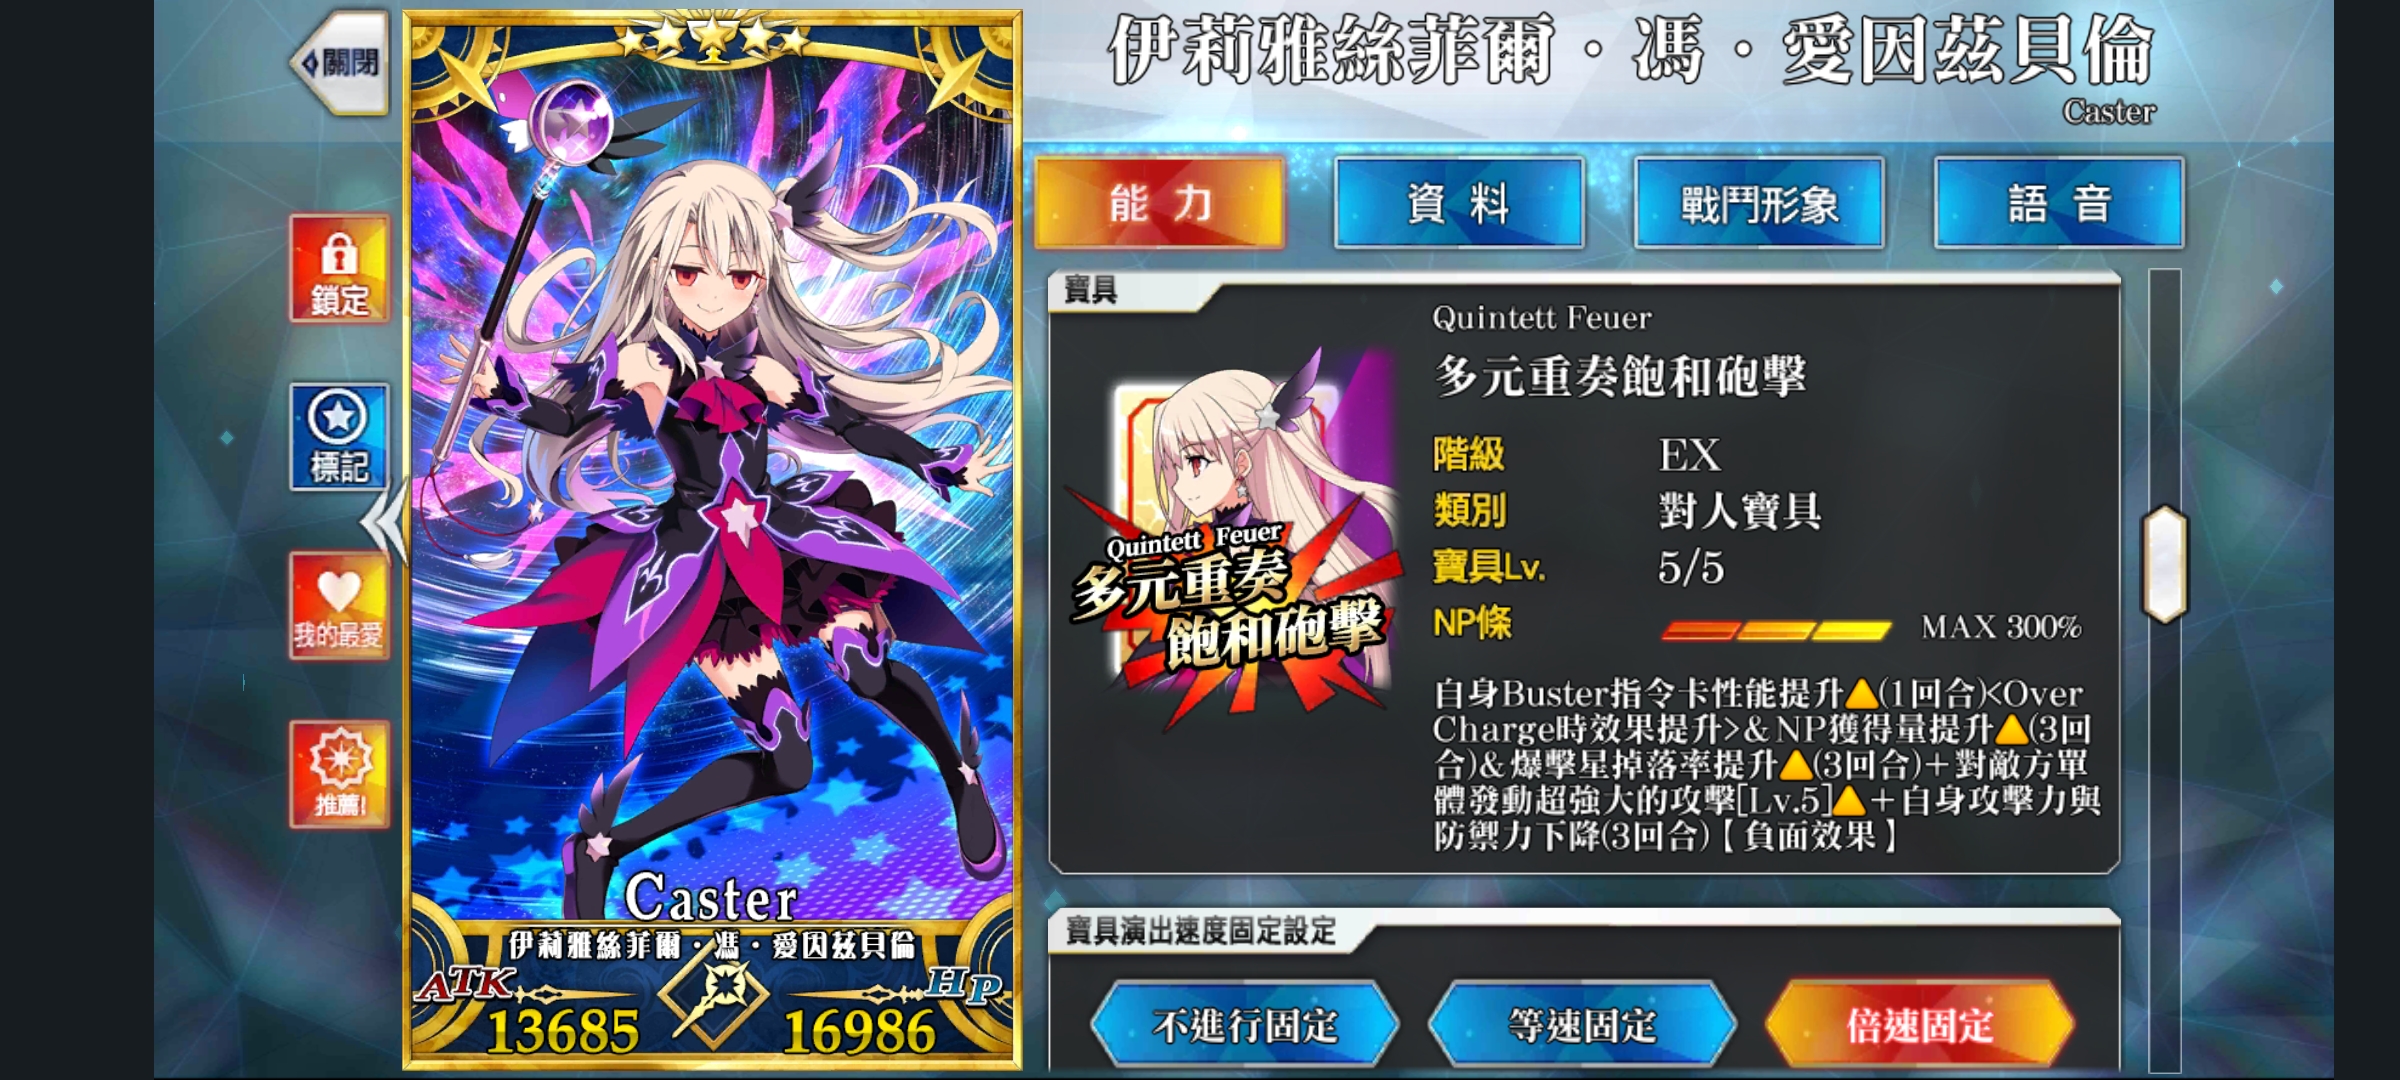 關閉
鎖定
標記
我的最愛
推薦!
Caster
伊莉雅絲菲爾・馮・愛因茲貝倫
ATK
HP
13685
16986
伊莉雅絲菲爾・馮・愛因茲貝倫
Caster
能力
資料
戰鬥形象
語音
寶具
Quintett Feuer
多元重奏
飽和砲擊
Quintett Feuer
多元重奏飽和砲擊
階級 EX
類別 對人寶具
寶具Lv. 5/5
NP條 MAX 300%
自身Buster指令卡性能提升▲(1回合)<Over
Charge時效果提升>&NP獲得量提升▲(3回
合)&爆擊星掉落率提升▲(3回合)+對敵方單
體發動超強大的攻擊[Lv.5]▲+自身攻擊力與
防禦力下降(3回合)【負面效果】
寶具演出速度固定設定
不進行固定
等速固定
倍速固定